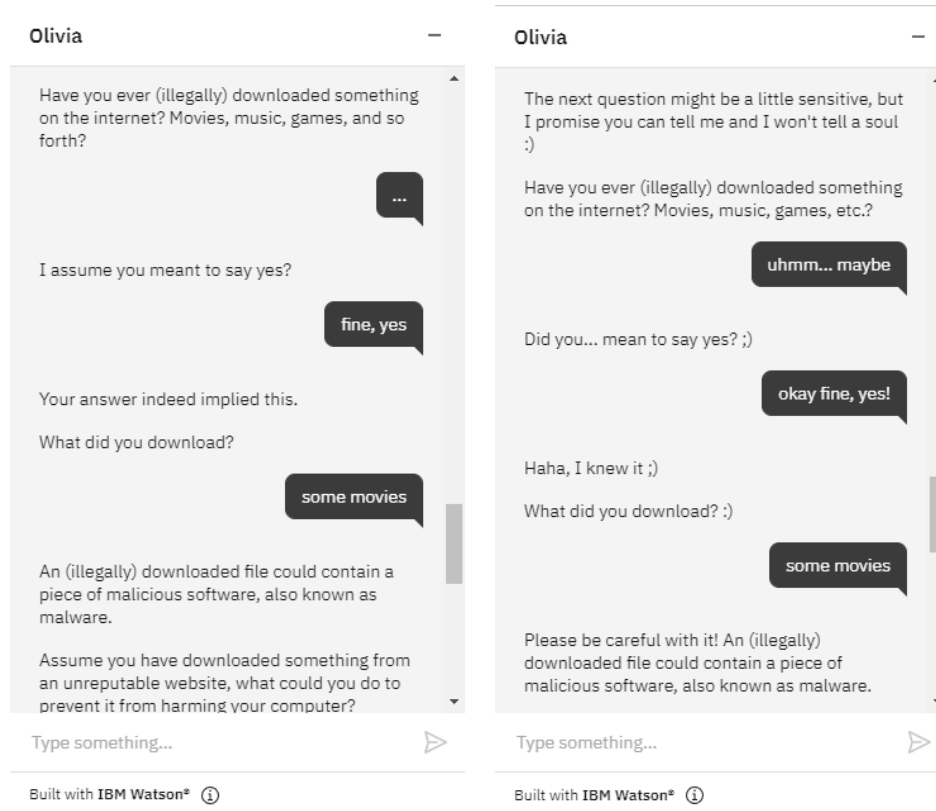 Olivia
Have you ever (illegally) downloaded something
on the internet? Movies, music, games, and so
forth?
...
I assume you meant to say yes?
fine, yes
Your answer indeed implied this.
What did you download?
some movies
An (illegally) downloaded file could contain a
piece of malicious software, also known as
malware.
Assume you have downloaded something from
an unreputable website, what could you do to
prevent it from harming your computer?
Type something...
Built with IBM Watson®
Olivia
The next question might be a little sensitive, but
I promise you can tell me and I won't tell a soul
:)
Have you ever (illegally) downloaded something
on the internet? Movies, music, games, etc.?
uhmm... maybe
Did you... mean to say yes? ;)
okay fine, yes!
Haha, I knew it ;)
What did you download? :)
some movies
Please be careful with it! An (illegally)
downloaded file could contain a piece of
malicious software, also known as malware.
Type something...
Built with IBM Watson®